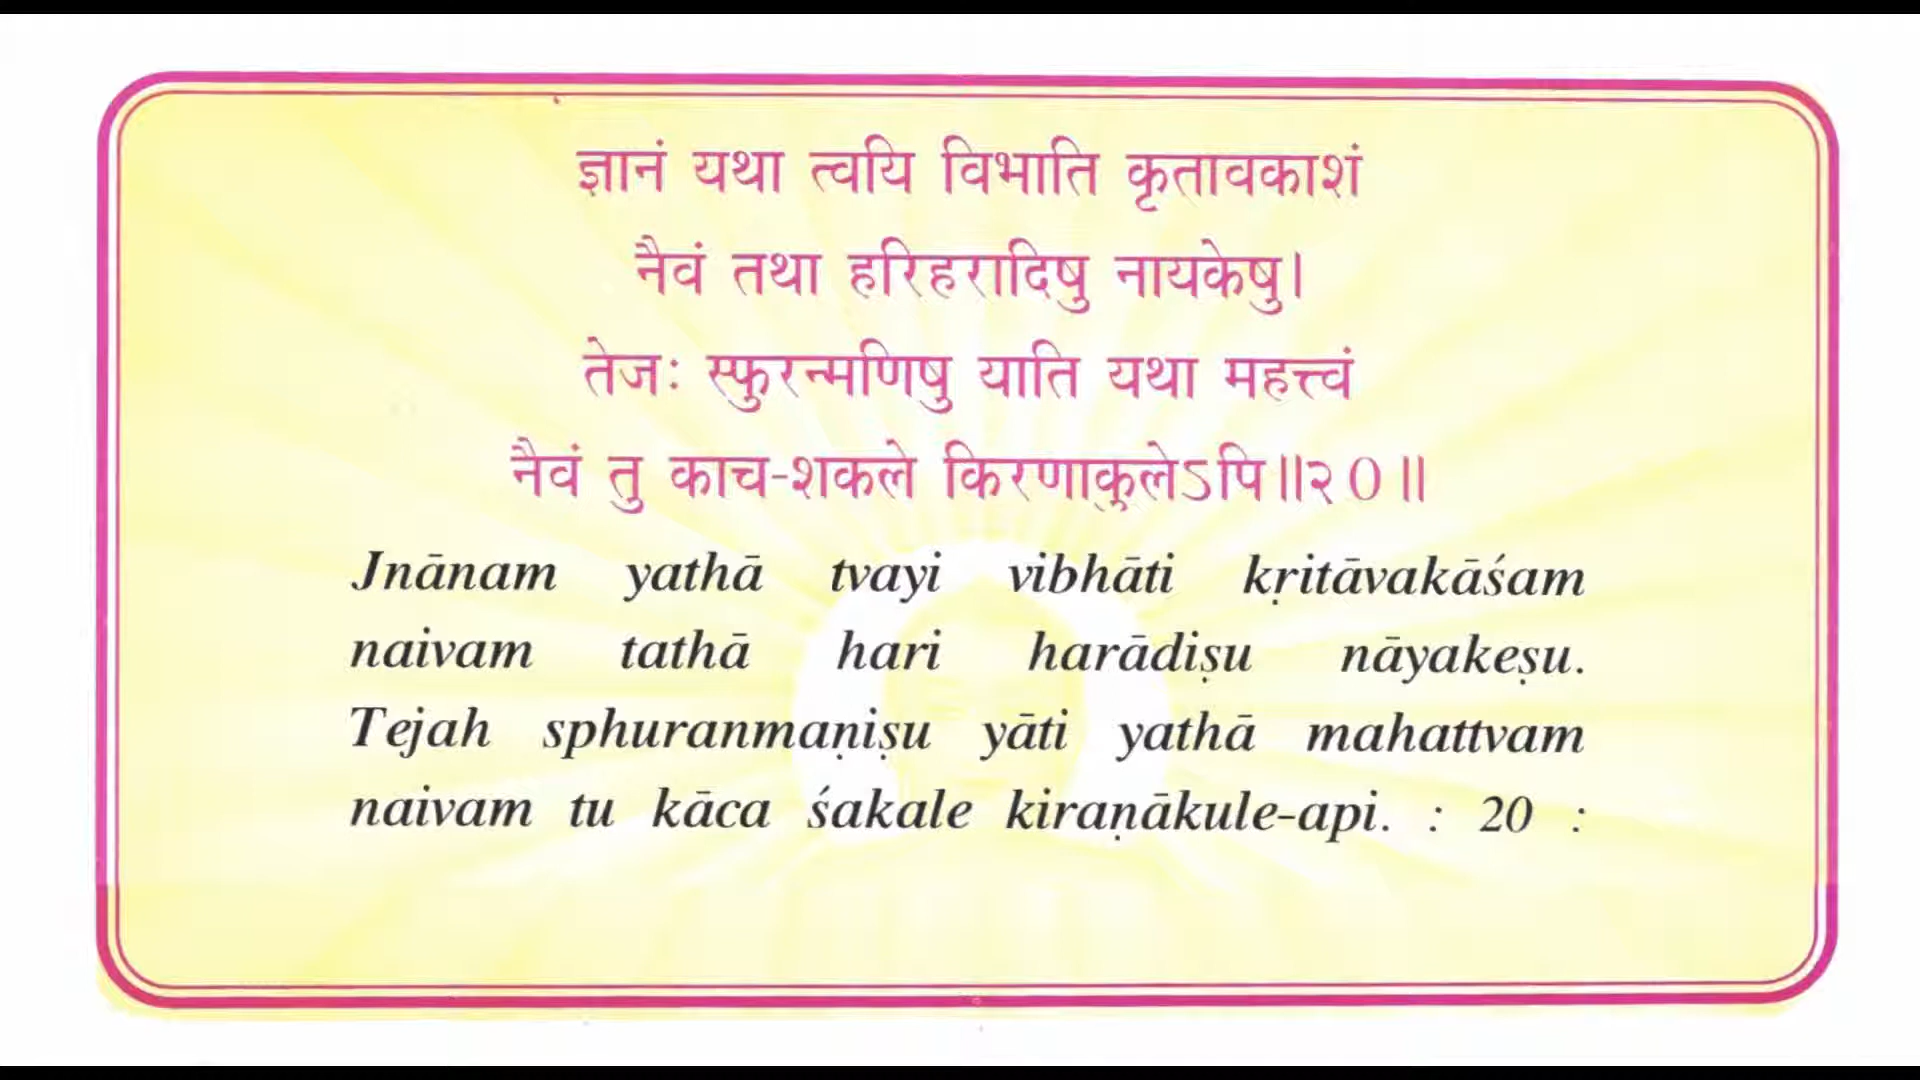 ज्ञानं यथा त्वयि विभाति कृतावकाशं
नैवं तथा हरिहरादिषु नायकेषु।
तेजः स्फुरन्मणिषु याति यथा महत्त्वं
नैवं तु काच-शकले किरणाकुलेऽपि॥२०॥
Jnānam yathā tvayi vibhāti kṛitāvakāśam
naivam tathā hari harādiṣu nāyakeṣu.
Tejah sphuranmaṇiṣu yāti yathā mahattvam
naivam tu kāca śakale kiraṇākule-api. : 20 :